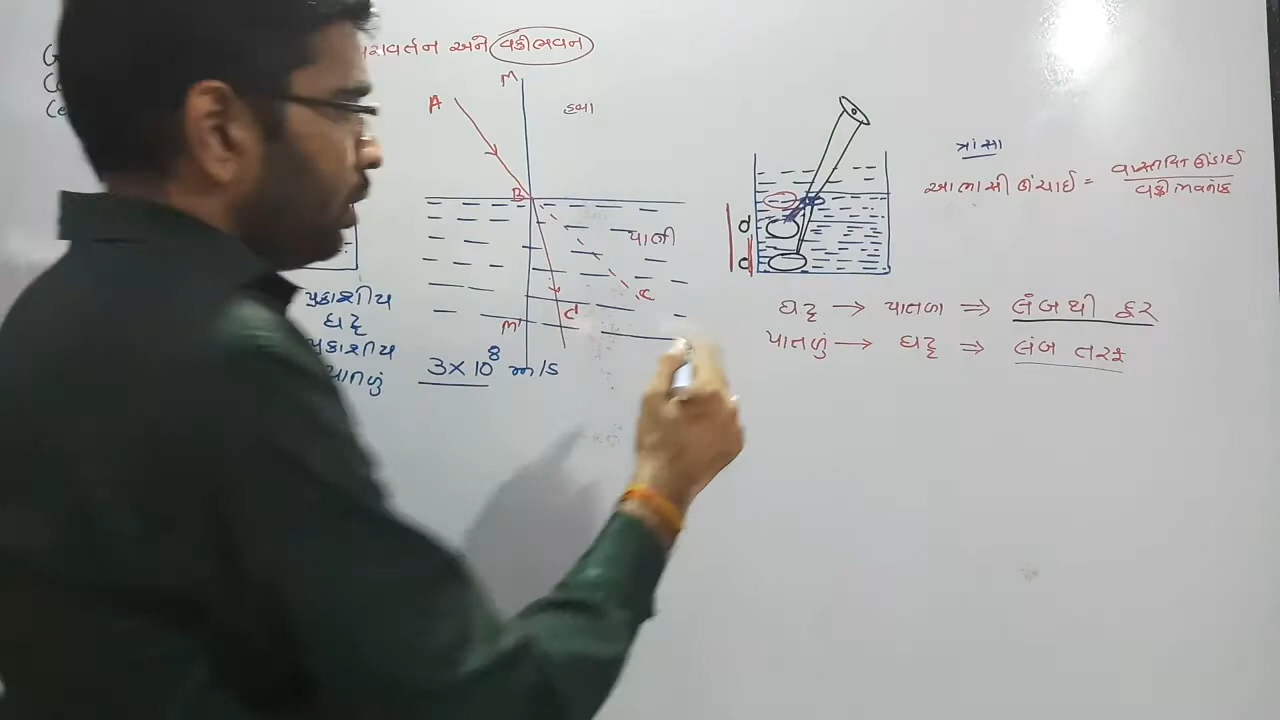 પરાવર્તન અને વક્રીભવન
M
A
હવા
B
પાણી
C
C'
M'
પ્રકાશીય
ઘટ્ટ
પ્રકાશીય
પાતળું
3 × 10⁸ m/s
ત્રાંસા
આભાસી ઊંચાઈ = વાસ્તવિક ઊંડાઈ
વક્રીભવનાંક
d
d
ઘટ્ટ → પાતળા ⇒ લંબથી દૂર
પાતળું → ઘટ્ટ ⇒ લંબ તરફ